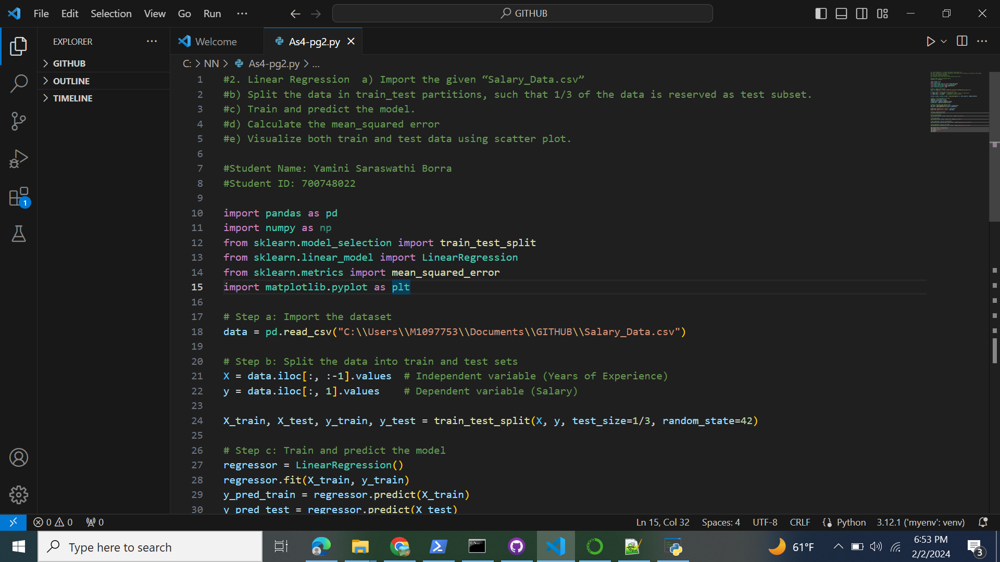 File Edit Selection View Go Run ... GITHUB
EXPLORER ...
GITHUB
OUTLINE
TIMELINE
1
Welcome As4-pg2.py
C: > NN > As4-pg2.py > ...
1 #2. Linear Regression  a) Import the given “Salary_Data.csv”
2 #b) Split the data in train_test partitions, such that 1/3 of the data is reserved as test subset.
3 #c) Train and predict the model.
4 #d) Calculate the mean_squared error
5 #e) Visualize both train and test data using scatter plot.
6
7 #Student Name: Yamini Saraswathi Borra
8 #Student ID: 700748022
9
10 import pandas as pd
11 import numpy as np
12 from sklearn.model_selection import train_test_split
13 from sklearn.linear_model import LinearRegression
14 from sklearn.metrics import mean_squared_error
15 import matplotlib.pyplot as plt
16
17 # Step a: Import the dataset
18 data = pd.read_csv("C:\\Users\\M1097753\\Documents\\GITHUB\\Salary_Data.csv")
19
20 # Step b: Split the data into train and test sets
21 X = data.iloc[:, :-1].values  # Independent variable (Years of Experience)
22 y = data.iloc[:, 1].values    # Dependent variable (Salary)
23
24 X_train, X_test, y_train, y_test = train_test_split(X, y, test_size=1/3, random_state=42)
25
26 # Step c: Train and predict the model
27 regressor = LinearRegression()
28 regressor.fit(X_train, y_train)
29 y_pred_train = regressor.predict(X_train)
30 y_pred_test = regressor.predict(X_test)
0 0 0 Ln 15, Col 32 Spaces: 4 UTF-8 CRLF Python 3.12.1 ('myenv': venv)
Type here to search 61°F 6:53 PM
2/2/2024 3